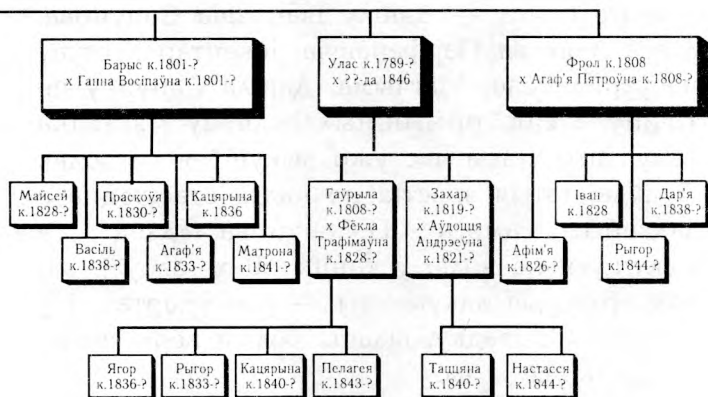 Барыс к.1801-?
x Ганна Восіпаўна к.1801-?
Улас к.1789-?
x ??-да 1846
Фрол к.1808
x Агаф'я Пятроўна к.1808-?
Майсей
к.1828-?
Васіль
к.1838-?
Праскоўя
к.1830-?
Агаф'я
к.1833-?
Кацярына
к.1836
Матрона
к.1841-?
Гаўрыла
к.1808-?
x Фёкла
Трафімаўна
к.1828-?
Захар
к.1819-?
x Аўдоцця
Андрэеўна
к.1821-?
Афім'я
к.1826-?
Іван
к.1828
Рыгор
к.1844-?
Дар'я
к.1838-?
Ягор
к.1836-?
Рыгор
к.1833-?
Кацярына
к.1840-?
Пелагея
к.1843-?
Таццяна
к.1840-?
Настасся
к.1844-?